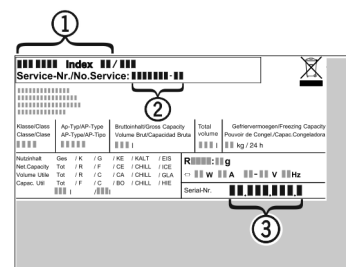 1
Index /
Service-Nr./No.Service: -
2
Klasse/Class Ap-Typ/AP-Type Bruttoinhalt/Gross Capacity Total Gefriervermoegen/Freezing Capacity
Classe/Clase AP-Type/AP-Tipo Volume Brut/Capacidad Bruta volume Pouvoir de Congel./Capac.Congeladora
l l kg / 24 h
Nutzinhalt Ges / K / G / KE / KALT / EIS
Net.Capacity Tot / R / F / CE / CHILL / ICE
Volume Utile Tot / R / C / CA / CHILL / GLA
Capac. Util Tot / F / C / BO / CHILL / HIE
l / l
R : g
W A - V Hz
Serial-Nr.
3